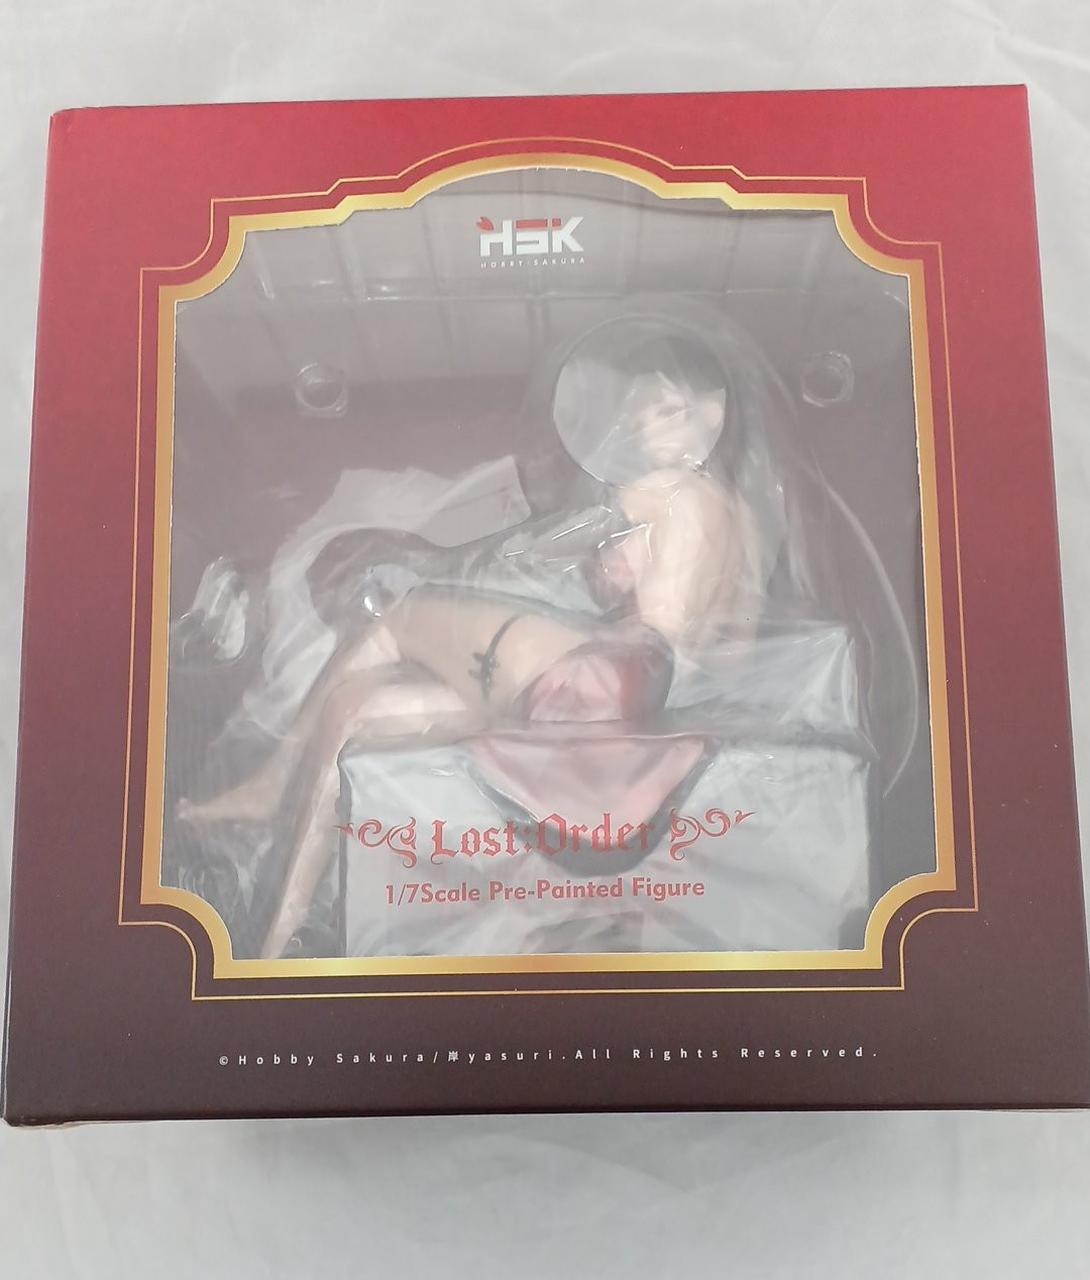 HSK
HOBBY SAKURA
Lost:Order
1/7Scale Pre-Painted Figure
©Hobby Sakura/岸yasuri.All Rights Reserved.